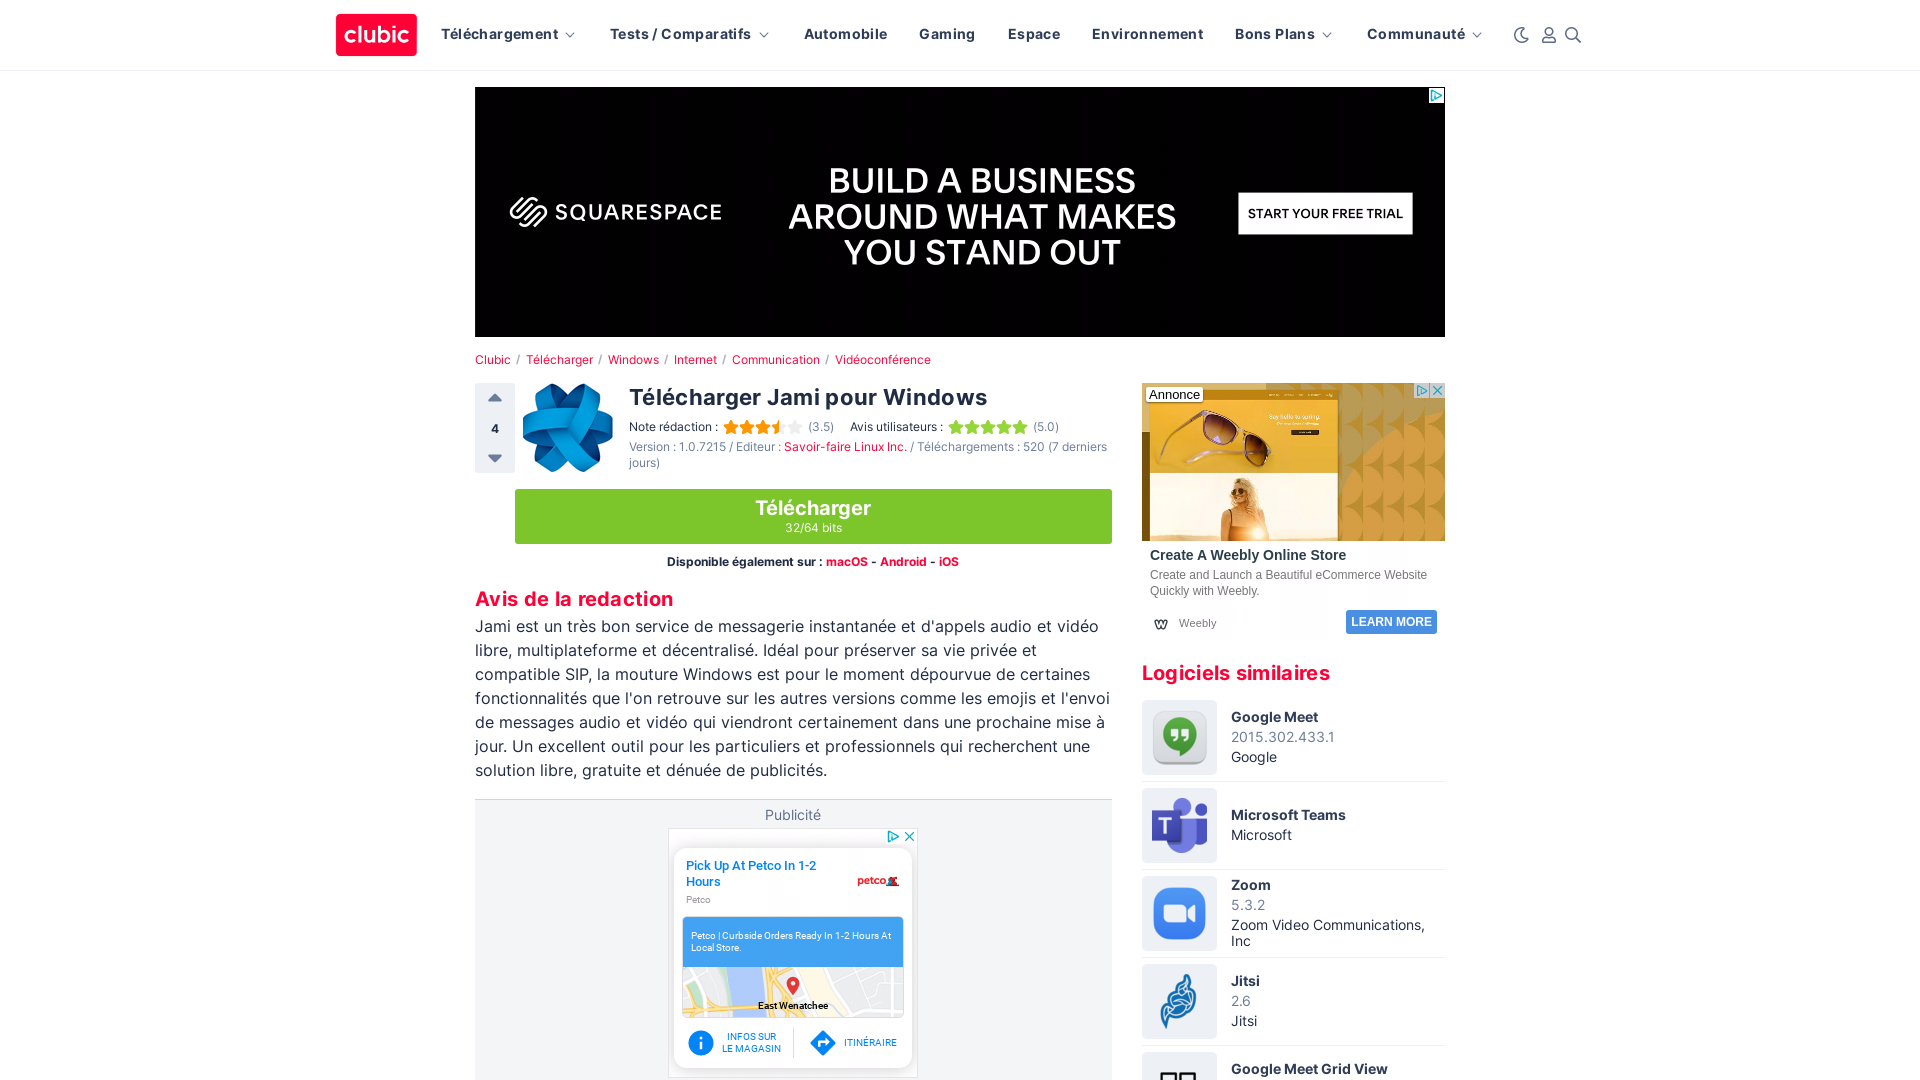 clubic
Téléchargement
Tests / Comparatifs
Automobile
Gaming
Espace
Environnement
Bons Plans
Communauté
SQUARESPACE
BUILD A BUSINESS
AROUND WHAT MAKES
YOU STAND OUT
START YOUR FREE TRIAL
Clubic / Télécharger / Windows / Internet / Communication / Vidéoconférence
4
Télécharger Jami pour Windows
Note rédaction : (3.5) Avis utilisateurs : (5.0)
Version : 1.0.7215 / Editeur : Savoir-faire Linux Inc. / Téléchargements : 520 (7 derniers
jours)
Télécharger
32/64 bits
Disponible également sur : macOS - Android - iOS
Avis de la redaction
Jami est un très bon service de messagerie instantanée et d'appels audio et vidéo
libre, multiplateforme et décentralisé. Idéal pour préserver sa vie privée et
compatible SIP, la mouture Windows est pour le moment dépourvue de certaines
fonctionnalités que l'on retrouve sur les autres versions comme les emojis et l'envoi
de messages audio et vidéo qui viendront certainement dans une prochaine mise à
jour. Un excellent outil pour les particuliers et professionnels qui recherchent une
solution libre, gratuite et dénuée de publicités.
Publicité
Pick Up At Petco In 1-2
Hours
Petco
petco
Petco | Curbside Orders Ready In 1-2 Hours At
Local Store.
East Wenatchee
INFOS SUR
LE MAGASIN
ITINÉRAIRE
Annonce
Create A Weebly Online Store
Create and Launch a Beautiful eCommerce Website
Quickly with Weebly.
Weebly
LEARN MORE
Logiciels similaires
Google Meet
2015.302.433.1
Google
T
Microsoft Teams
Microsoft
Zoom
5.3.2
Zoom Video Communications,
Inc
Jitsi
2.6
Jitsi
Google Meet Grid View